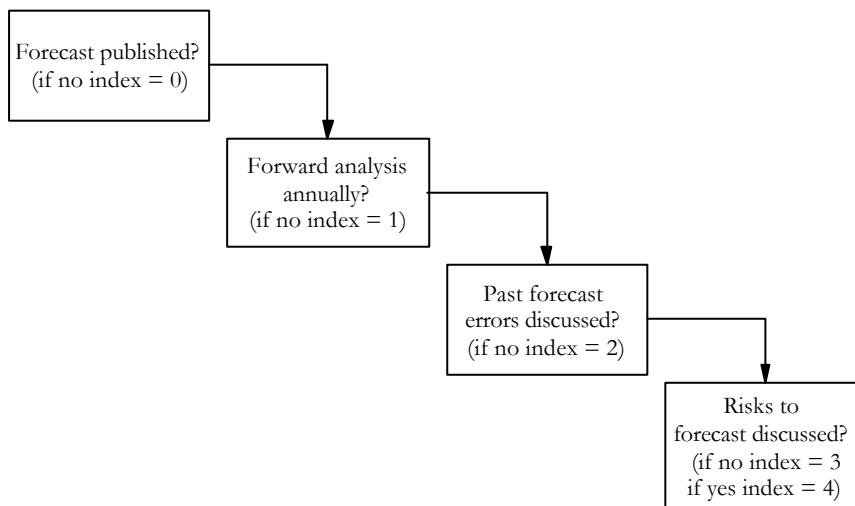 Forecast published?
(if no index = 0)
Forward analysis
annually?
(if no index = 1)
Past forecast
errors discussed?
(if no index = 2)
Risks to
forecast discussed?
(if no index = 3
if yes index = 4)